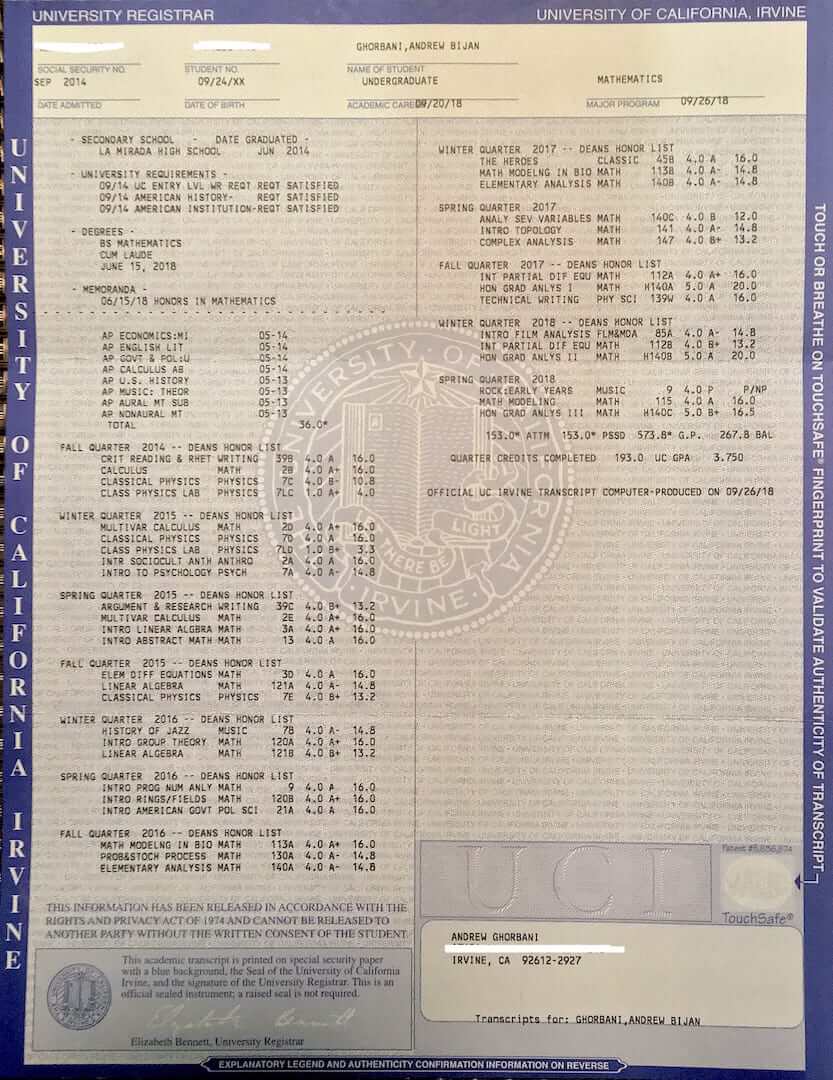 UNIVERSITY REGISTRAR
UNIVERSITY OF CALIFORNIA, IRVINE
GHORBANI,ANDREW BIJAN
SOCIAL SECURITY NO.
STUDENT NO.
NAME OF STUDENT
SEP 2014
09/24/XX
UNDERGRADUATE
MATHEMATICS
DATE ADMITTED
DATE OF BIRTH
ACADEMIC CAREER
09/20/18
MAJOR PROGRAM
09/26/18
- SECONDARY SCHOOL - DATE GRADUATED -
LA MIRADA HIGH SCHOOL JUN 2014
- UNIVERSITY REQUIREMENTS -
09/14 UC ENTRY LVL WR REQT REQT SATISFIED
09/14 AMERICAN HISTORY- REQT SATISFIED
09/14 AMERICAN INSTITUTION-REQT SATISFIED
- DEGREES -
BS MATHEMATICS
CUM LAUDE
JUNE 15, 2018
- MEMORANDA -
06/15/18 HONORS IN MATHEMATICS
AP ECONOMICS:MI 05-14
AP ENGLISH LIT 05-14
AP GOVT & POL:U 05-14
AP CALCULUS AB 05-14
AP U.S. HISTORY 05-13
AP MUSIC: THEOR 05-13
AP AURAL MT SUB 05-13
AP NONAURAL MT 05-13
TOTAL 36.0*
FALL QUARTER 2014 -- DEANS HONOR LIST
CRIT READING & RHET WRITING 39B 4.0 A 16.0
CALCULUS MATH 2B 4.0 A+ 16.0
CLASSICAL PHYSICS PHYSICS 7C 4.0 B- 10.8
CLASS PHYSICS LAB PHYSICS 7LC 1.0 A+ 4.0
WINTER QUARTER 2015 -- DEANS HONOR LIST
MULTIVAR CALCULUS MATH 2D 4.0 A+ 16.0
CLASSICAL PHYSICS PHYSICS 7D 4.0 A 16.0
CLASS PHYSICS LAB PHYSICS 7LD 1.0 B+ 3.3
INTR SOCIOCULT ANTH ANTHRO 2A 4.0 A 16.0
INTRO TO PSYCHOLOGY PSYCH 7A 4.0 A- 14.8
SPRING QUARTER 2015 -- DEANS HONOR LIST
ARGUMENT & RESEARCH WRITING 39C 4.0 B+ 13.2
MULTIVAR CALCULUS MATH 2E 4.0 A+ 16.0
INTRO LINEAR ALGBRA MATH 3A 4.0 A+ 16.0
INTRO ABSTRACT MATH MATH 13 4.0 A 16.0
FALL QUARTER 2015 -- DEANS HONOR LIST
ELEM DIFF EQUATIONS MATH 3D 4.0 A 16.0
LINEAR ALGEBRA MATH 121A 4.0 A- 14.8
CLASSICAL PHYSICS PHYSICS 7E 4.0 B+ 13.2
WINTER QUARTER 2016 -- DEANS HONOR LIST
HISTORY OF JAZZ MUSIC 78 4.0 A- 14.8
INTRO GROUP THEORY MATH 120A 4.0 A+ 16.0
LINEAR ALGEBRA MATH 121B 4.0 B+ 13.2
SPRING QUARTER 2016 -- DEANS HONOR LIST
INTRO PROG NUM ANLY MATH 9 4.0 A 16.0
INTRO RINGS/FIELDS MATH 120B 4.0 A+ 16.0
INTRO AMERICAN GOVT POL SCI 21A 4.0 A 16.0
FALL QUARTER 2016 -- DEANS HONOR LIST
MATH MODELNG IN BIO MATH 113A 4.0 A+ 16.0
PROB&STOCH PROCESS MATH 130A 4.0 A- 14.8
ELEMENTARY ANALYSIS MATH 140A 4.0 A- 14.8
WINTER QUARTER 2017 -- DEANS HONOR LIST
THE HEROES CLASSIC 45B 4.0 A 16.0
MATH MODELNG IN BIO MATH 113B 4.0 A- 14.8
ELEMENTARY ANALYSIS MATH 140B 4.0 A- 14.8
SPRING QUARTER 2017
ANALY SEV VARIABLES MATH 140C 4.0 B 12.0
INTRO TOPOLOGY MATH 141 4.0 A- 14.8
COMPLEX ANALYSIS MATH 147 4.0 B+ 13.2
FALL QUARTER 2017 -- DEANS HONOR LIST
INT PARTIAL DIF EQU MATH 112A 4.0 A+ 16.0
HON GRAD ANLYS I MATH H140A 5.0 A 20.0
TECHNICAL WRITING PHY SCI 139W 4.0 A 16.0
WINTER QUARTER 2018 -- DEANS HONOR LIST
INTRO FILM ANALYSIS FLM&MDA 85A 4.0 A- 14.8
INT PARTIAL DIF EQU MATH 112B 4.0 B+ 13.2
HON GRAD ANLYS II MATH H140B 5.0 A 20.0
SPRING QUARTER 2018
ROCK:EARLY YEARS MUSIC 9 4.0 P P/NP
MATH MODELING MATH 115 4.0 A 16.0
HON GRAD ANLYS III MATH H140C 5.0 B+ 16.5
153.0* ATTM 153.0* PSSD 573.8* G.P. 267.8 BAL
QUARTER CREDITS COMPLETED 193.0 UC GPA 3.750
OFFICIAL UC IRVINE TRANSCRIPT COMPUTER-PRODUCED ON 09/26/18
UNIVERSITY OF CALIFORNIA IRVINE
TOUCH OR BREATHE ON TOUCHSAFE® FINGERPRINT TO VALIDATE AUTHENTICITY OF TRANSCRIPT
UNIVERSITY OF CALIFORNIA
LET THERE BE LIGHT
IRVINE
THIS INFORMATION HAS BEEN RELEASED IN ACCORDANCE WITH THE
RIGHTS AND PRIVACY ACT OF 1974 AND CANNOT BE RELEASED TO
ANOTHER PARTY WITHOUT THE WRITTEN CONSENT OF THE STUDENT.
This academic transcript is printed on special security paper
with a blue background, the Seal of the University of California
Irvine, and the signature of the University Registrar. This is an
official sealed instrument; a raised seal is not required.
Elizabeth Bennett
Elizabeth Bennett, University Registrar
UCI
TouchSafe®
ANDREW GHORBANI
IRVINE, CA 92612-2927
Transcripts for: GHORBANI,ANDREW BIJAN
EXPLANATORY LEGEND AND AUTHENTICITY CONFIRMATION INFORMATION ON REVERSE